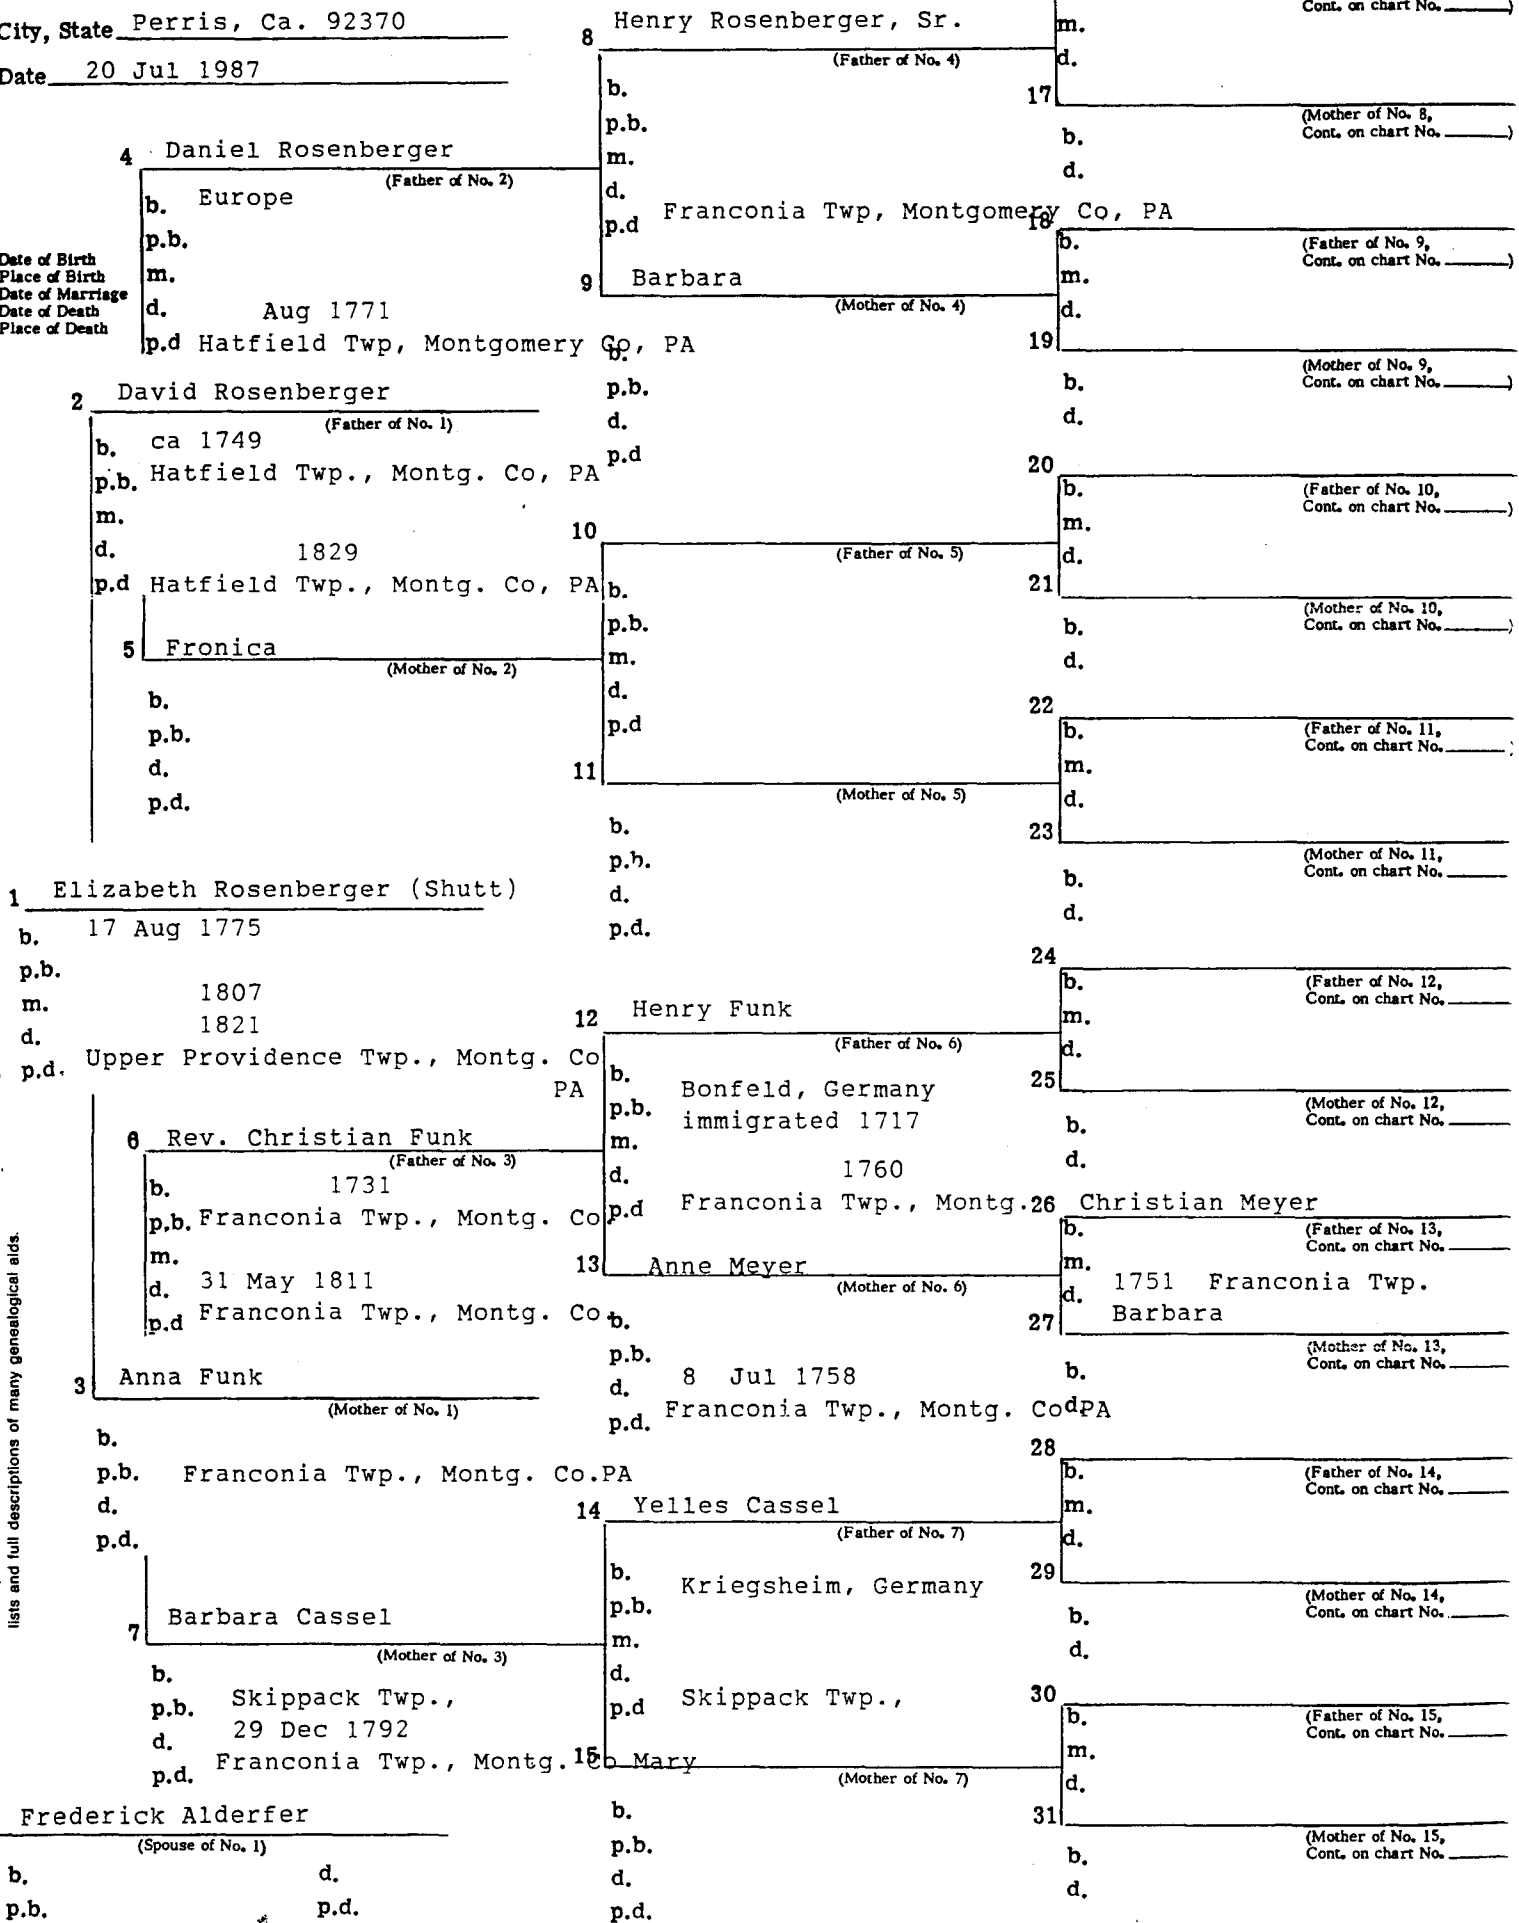 City, State Perris, Ca. 92370
Date 20 Jul 1987
Date of Birth
Place of Birth
Date of Marriage
Date of Death
Place of Death
lists and full descriptions of many genealogical aids.
1 Elizabeth Rosenberger (Shutt)
b. 17 Aug 1775
p.b.
m. 1807
d. 1821
p.d. Upper Providence Twp., Montg. Co
PA
Frederick Alderfer
(Spouse of No. 1)
b. d.
p.b. p.d.
2 David Rosenberger
(Father of No. 1)
b. ca 1749
p.b. Hatfield Twp., Montg. Co, PA
m.
d. 1829
p.d Hatfield Twp., Montg. Co, PA
3 Anna Funk
(Mother of No. 1)
b.
p.b. Franconia Twp., Montg. Co.PA
d.
p.d.
4 Daniel Rosenberger
(Father of No. 2)
b. Europe
p.b.
m.
d. Aug 1771
p.d Hatfield Twp, Montgomery Co, PA
5 Fronica
(Mother of No. 2)
b.
p.b.
d.
p.d.
6 Rev. Christian Funk
(Father of No. 3)
b. 1731
p.b. Franconia Twp., Montg. Co
m.
d. 31 May 1811
p.d Franconia Twp., Montg. Co
7 Barbara Cassel
(Mother of No. 3)
b.
p.b. Skippack Twp.,
d. 29 Dec 1792
p.d. Franconia Twp., Montg. Co
8 Henry Rosenberger, Sr.
(Father of No. 4)
b.
p.b.
m.
d.
p.d Franconia Twp, Montgomery Co, PA
9 Barbara
(Mother of No. 4)
b.
p.b.
d.
p.d
10
(Father of No. 5)
b.
p.b.
m.
d.
p.d
11
(Mother of No. 5)
b.
p.b.
d.
p.d.
12 Henry Funk
(Father of No. 6)
b.
p.b. Bonfeld, Germany
immigrated 1717
m.
d. 1760
p.d Franconia Twp., Montg.
13 Anne Meyer
(Mother of No. 6)
b.
p.b.
d. 8 Jul 1758
p.d. Franconia Twp., Montg. Co PA
14 Yelles Cassel
(Father of No. 7)
b.
p.b. Kriegsheim, Germany
m.
d.
p.d Skippack Twp.,
15 Mary
(Mother of No. 7)
b.
p.b.
d.
p.d.
Cont. on chart No. )
m.
d.
17
(Mother of No. 8,
Cont. on chart No. )
b.
d.
18
(Father of No. 9,
Cont. on chart No. )
b.
m.
d.
19
(Mother of No. 9,
Cont. on chart No. )
b.
d.
20
(Father of No. 10,
Cont. on chart No. )
b.
m.
d.
21
(Mother of No. 10,
Cont. on chart No. )
b.
d.
22
(Father of No. 11,
Cont. on chart No.
b.
m.
d.
23
(Mother of No. 11,
Cont. on chart No.
b.
d.
24
(Father of No. 12,
Cont. on chart No.
b.
m.
d.
25
(Mother of No. 12,
Cont. on chart No.
b.
d.
26 Christian Meyer
(Father of No. 13,
Cont. on chart No.
b.
m.
d. 1751 Franconia Twp.
27 Barbara
(Mother of No. 13,
Cont. on chart No.
b.
d.
28
(Father of No. 14,
Cont. on chart No.
b.
m.
d.
29
(Mother of No. 14,
Cont. on chart No.
b.
d.
30
(Father of No. 15,
Cont. on chart No.
b.
m.
d.
31
(Mother of No. 15,
Cont. on chart No.
b.
d.